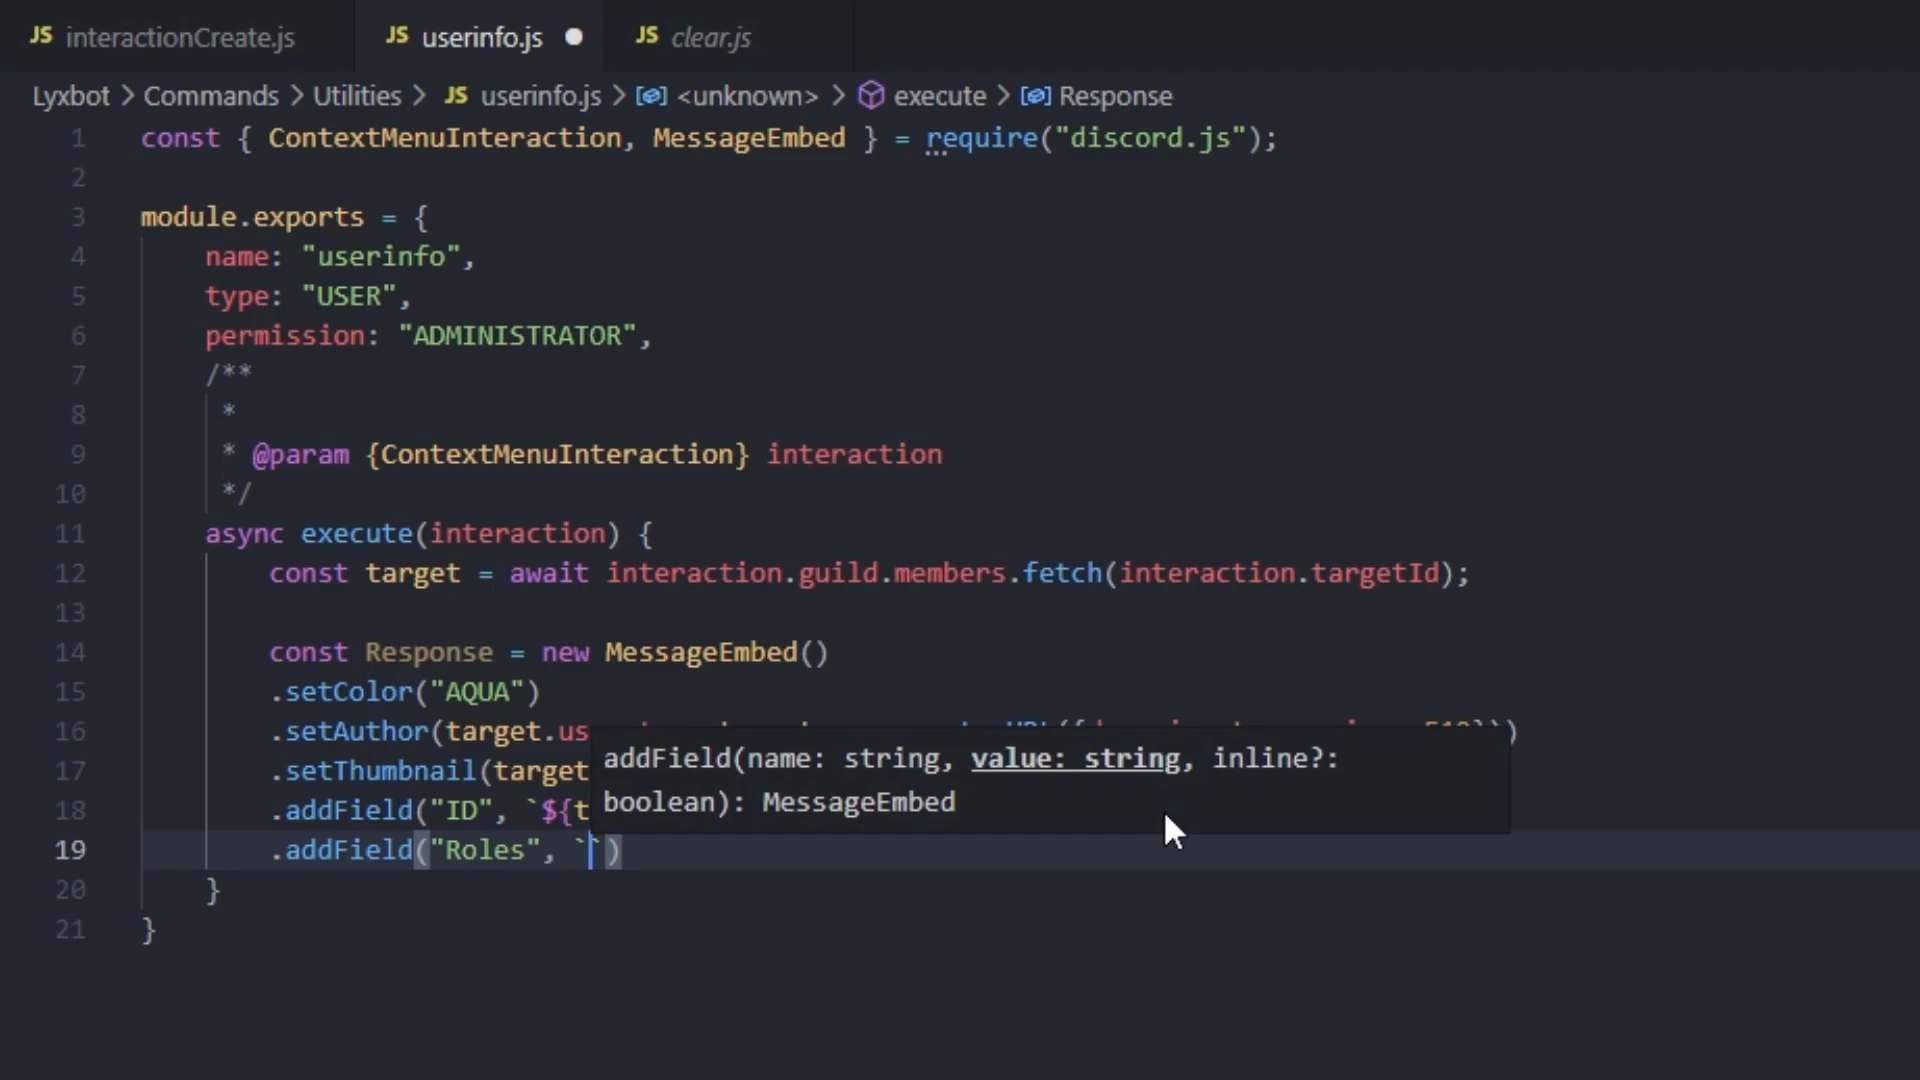 JS interactionCreate.js JS userinfo.js JS clear.js
Lyxbot > Commands > Utilities > JS userinfo.js > <unknown> > execute > Response
1 const { ContextMenuInteraction, MessageEmbed } = require("discord.js");
2
3 module.exports = {
4 name: "userinfo",
5 type: "USER",
6 permission: "ADMINISTRATOR",
7 /**
8 *
9 * @param {ContextMenuInteraction} interaction
10 */
11 async execute(interaction) {
12 const target = await interaction.guild.members.fetch(interaction.targetId);
13
14 const Response = new MessageEmbed()
15 .setColor("AQUA")
16 .setAuthor(target.us
17 .setThumbnail(target
18 .addField("ID", `${t
addField(name: string, value: string, inline?:
boolean): MessageEmbed
19 .addField("Roles", ``)
20 }
21 }